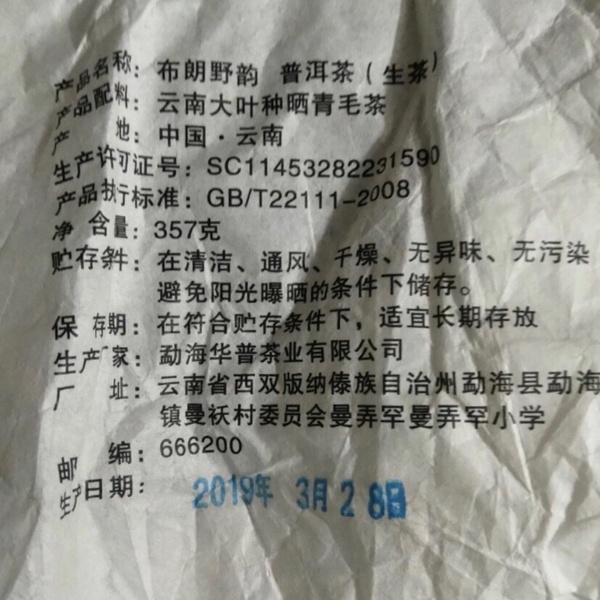 产品名称：布朗野韵 普洱茶（生茶）
产品配料：云南大叶种晒青毛茶
产 地：中国·云南
生产许可证号：SC11453282231590
产品执行标准：GB/T22111-2008
净含量：357克
贮存条件：在清洁、通风、干燥、无异味、无污染
避免阳光曝晒的条件下储存。
保存期：在符合贮存条件下，适宜长期存放
生产厂家：勐海华普茶业有限公司
厂 址：云南省西双版纳傣族自治州勐海县勐海
镇曼袄村委员会曼弄罕曼弄罕小学
邮 编：666200
生产日期：2019年 3月28日